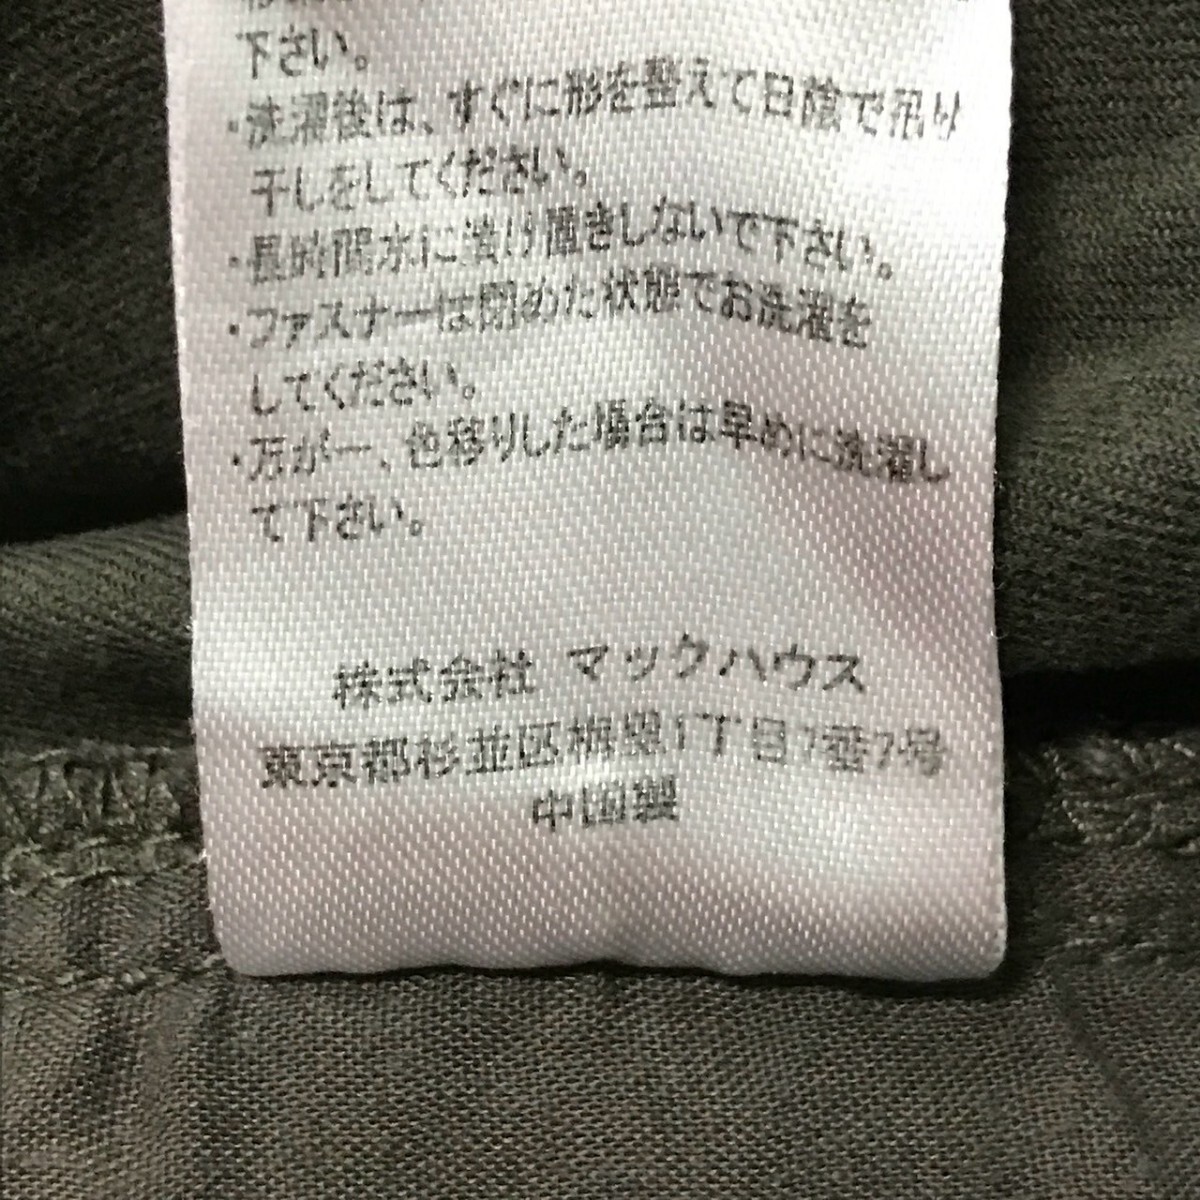 下さい。
・洗濯後は、すぐに形を整えて日陰で吊り
干しをしてください。
・長時間水に漬け置きしないで下さい。
・ファスナーは閉めた状態でお洗濯を
してください。
・万が一、色移りした場合は早めに洗濯し
て下さい。
株式会社 マックハウス
東京都杉並区梅里1丁目7番7号
中国製